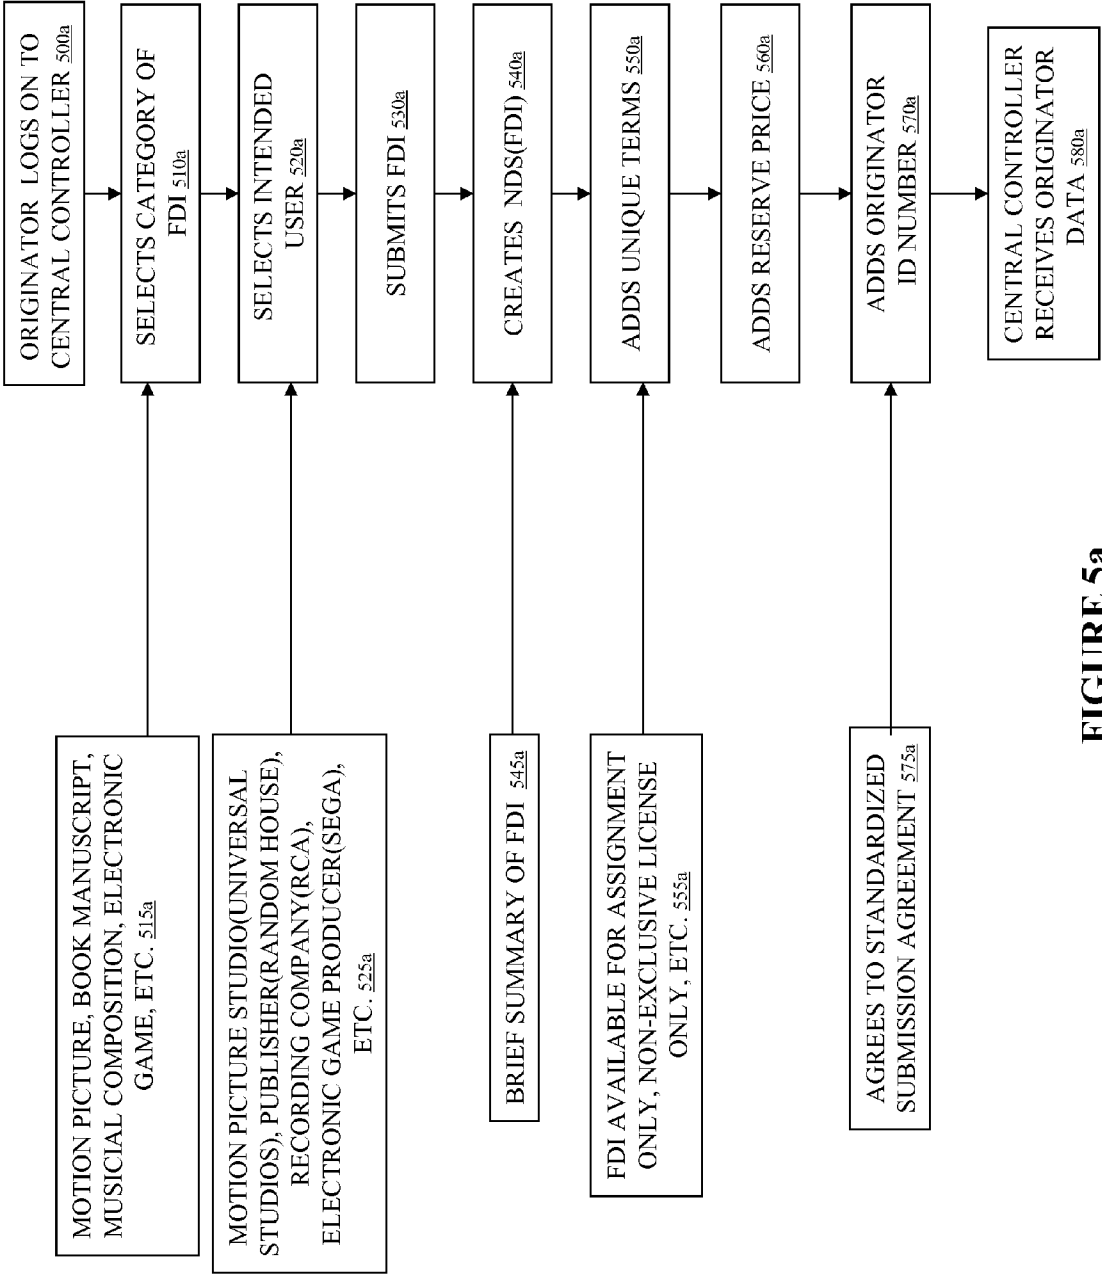 ORIGINATOR LOGS ON TO
CENTRAL CONTROLLER 500a
SELECTS CATEGORY OF
FDI 510a
MOTION PICTURE, BOOK MANUSCRIPT,
MUSICIAL COMPOSITION, ELECTRONIC
GAME, ETC. 515a
SELECTS INTENDED
USER 520a
MOTION PICTURE STUDIO(UNIVERSAL
STUDIOS), PUBLISHER(RANDOM HOUSE),
RECORDING COMPANY(RCA),
ELECTRONIC GAME PRODUCER(SEGA),
ETC. 525a
SUBMITS FDI 530a
CREATES NDS(FDI) 540a
BRIEF SUMMARY OF FDI 545a
ADDS UNIQUE TERMS 550a
FDI AVAILABLE FOR ASSIGNMENT
ONLY, NON-EXCLUSIVE LICENSE
ONLY, ETC. 555a
ADDS RESERVE PRICE 560a
ADDS ORIGINATOR
ID NUMBER 570a
AGREES TO STANDARDIZED
SUBMISSION AGREEMENT 575a
CENTRAL CONTROLLER
RECEIVES ORIGINATOR
DATA 580a
FIGURE 5a